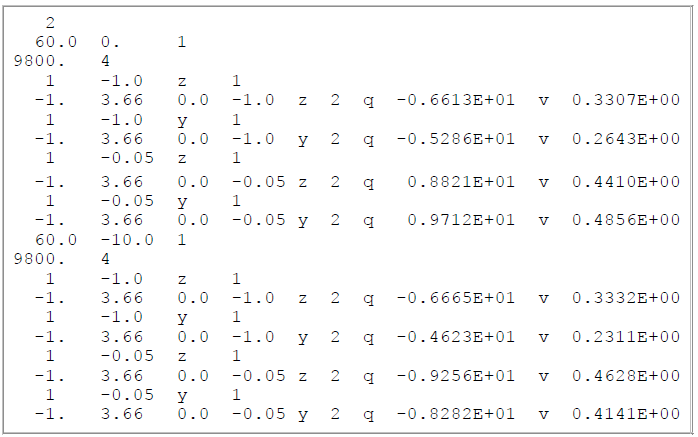 2
60.0 0. 1
9800. 4
1 -1.0 z 1
-1. 3.66 0.0 -1.0 z 2 q -0.6613E+01 v 0.3307E+00
1 -1.0 y 1
-1. 3.66 0.0 -1.0 y 2 q -0.5286E+01 v 0.2643E+00
1 -0.05 z 1
-1. 3.66 0.0 -0.05 z 2 q 0.8821E+01 v 0.4410E+00
1 -0.05 y 1
-1. 3.66 0.0 -0.05 y 2 q 0.9712E+01 v 0.4856E+00
60.0 -10.0 1
9800. 4
1 -1.0 z 1
-1. 3.66 0.0 -1.0 z 2 q -0.6665E+01 v 0.3332E+00
1 -1.0 y 1
-1. 3.66 0.0 -1.0 y 2 q -0.4623E+01 v 0.2311E+00
1 -0.05 z 1
-1. 3.66 0.0 -0.05 z 2 q -0.9256E+01 v 0.4628E+00
1 -0.05 y 1
-1. 3.66 0.0 -0.05 y 2 q -0.8282E+01 v 0.4141E+00